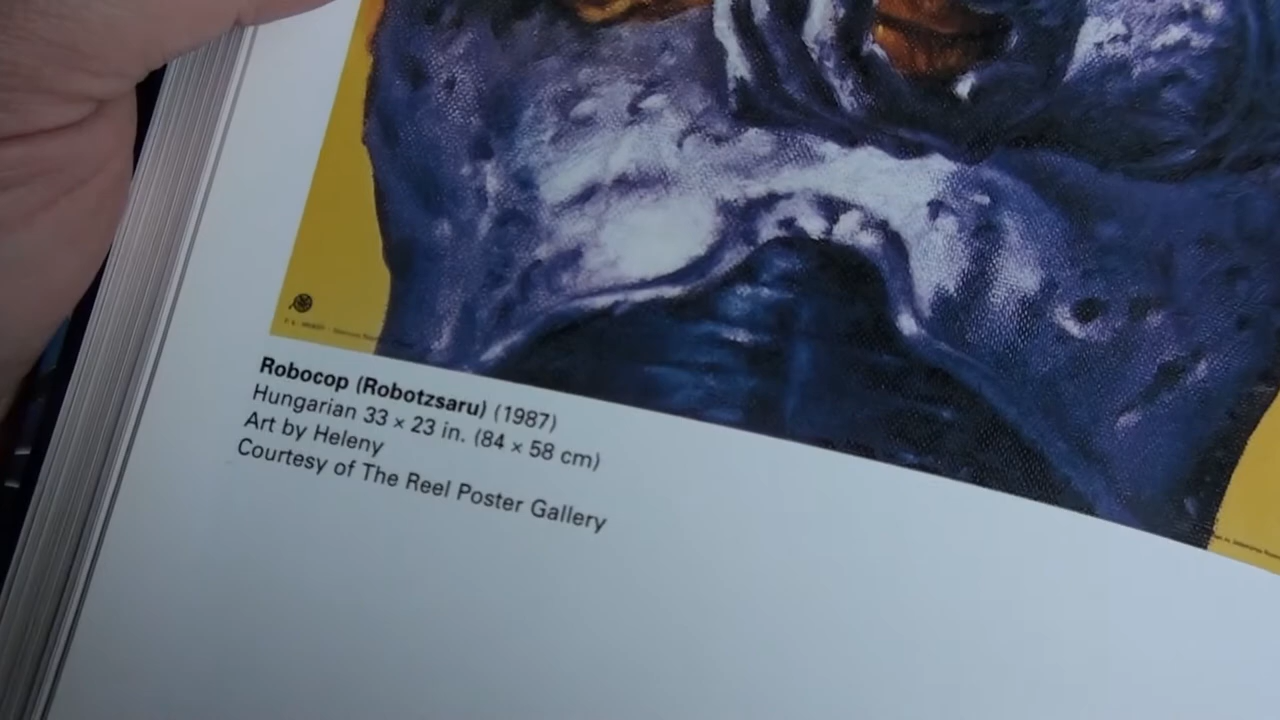 Robocop (Robotzsaru) (1987)
Hungarian 33 × 23 in. (84 × 58 cm)
Art by Heleny
Courtesy of The Reel Poster Gallery